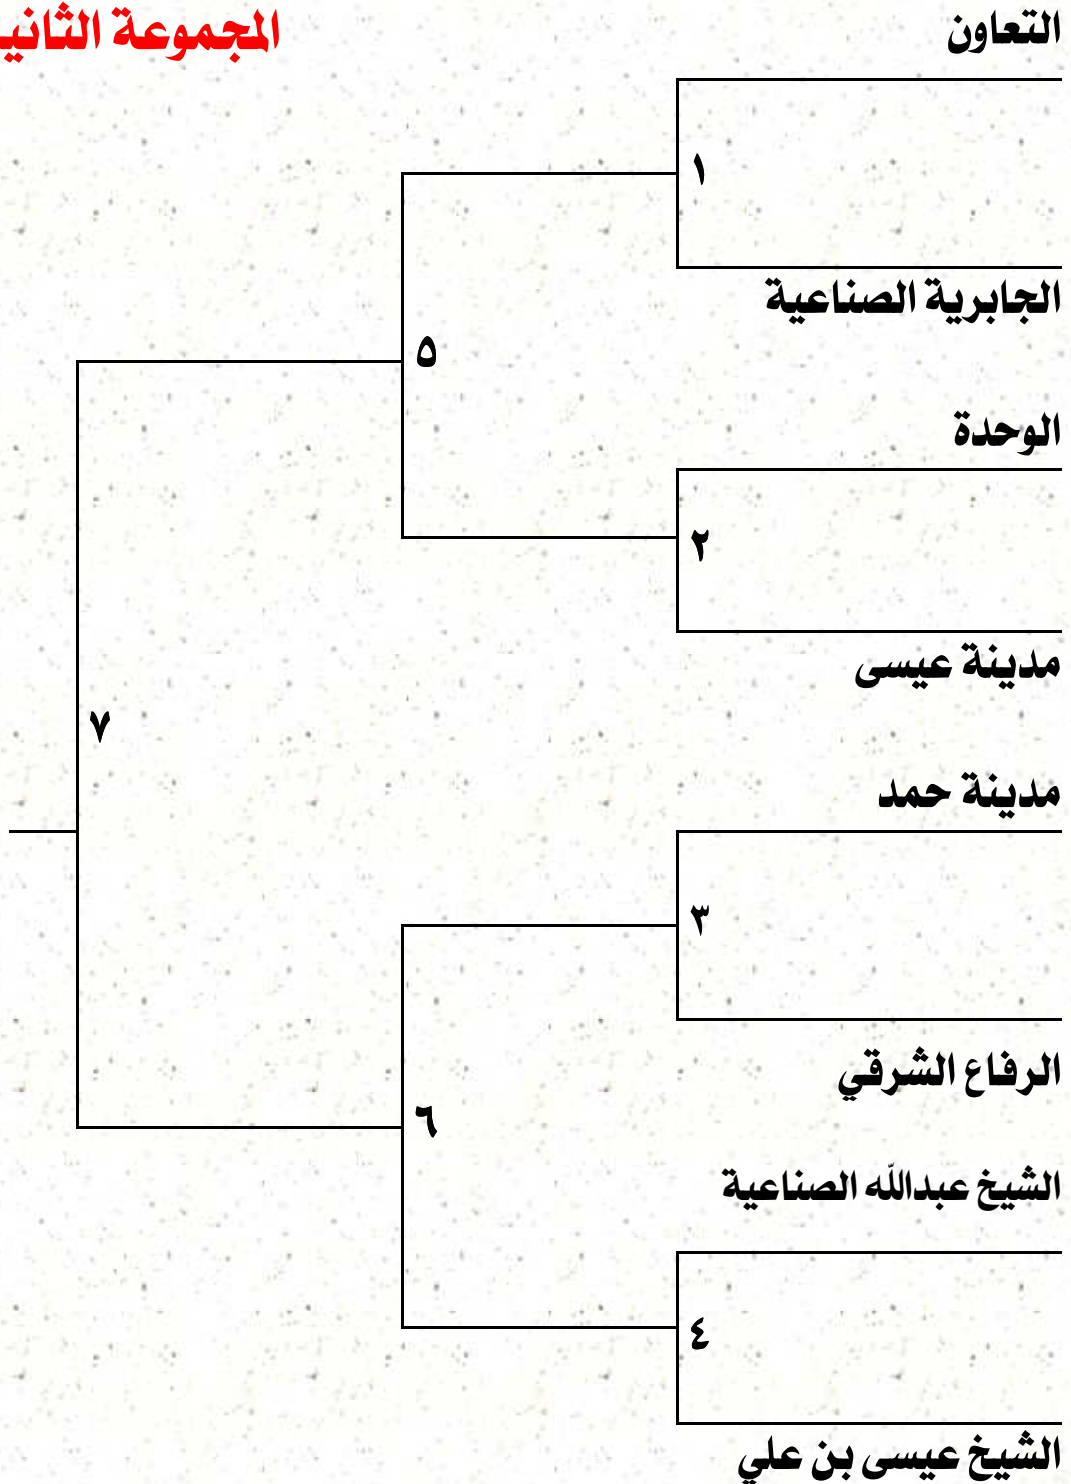 المجموعة الثاني
التعاون
١
الجابرية الصناعية
٥
الوحدة
٢
مدينة عيسى
٧
مدينة حمد
٣
الرفاع الشرقي
٦
الشيخ عبدالله الصناعية
٤
الشيخ عيسى بن علي